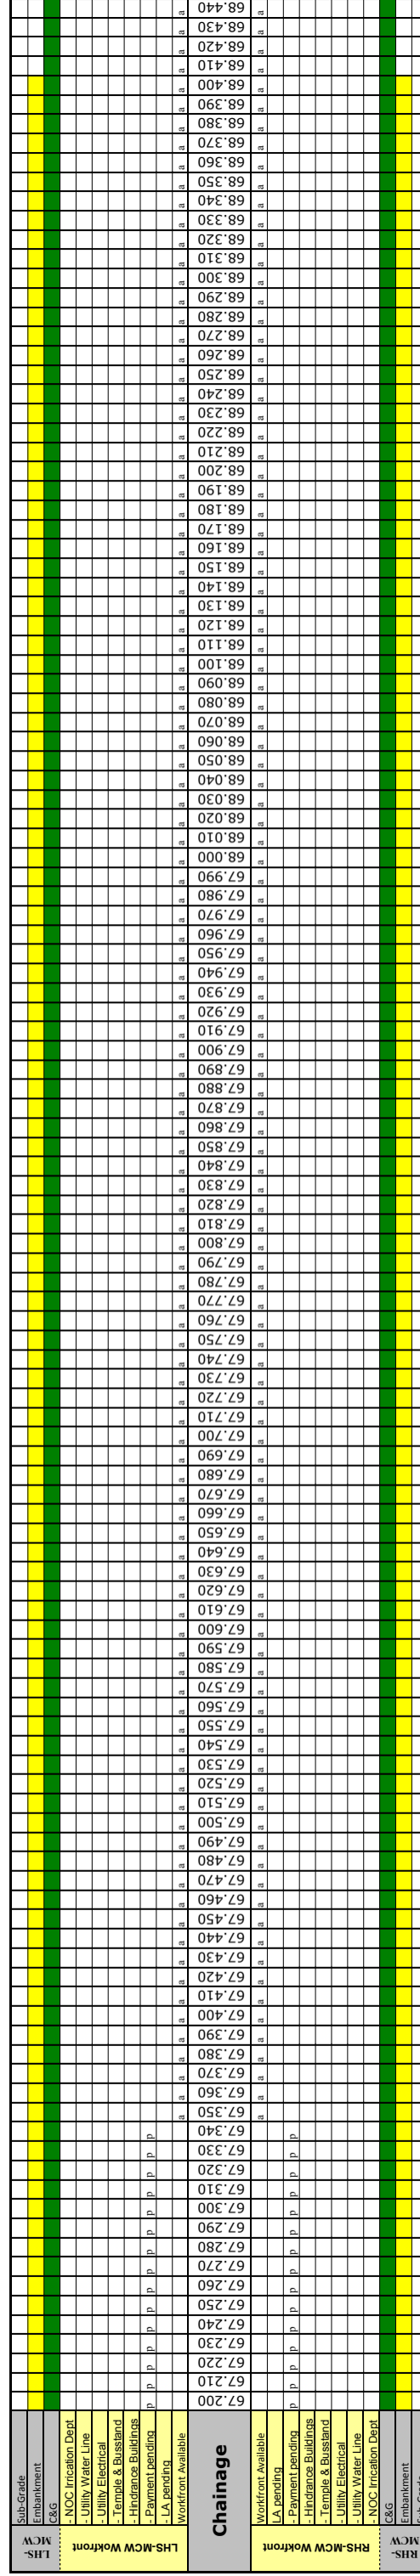 LHS-MCW
Sub-Grade
Embankment
C&G
LHS-MCW Wokfront
- NOC Irrication Dept
- Utility Water Line
- Utility Electrical
- Temple & Busstand
- Hindrance Buildings
- Payment pending p p p p p p p p p p p p p p p
- LA pending
Workfront Available a a a a a a a a a a a a a a a a a a a a a a a a a a a a a a a a a a a a a a a a a a a a a a a a a a a a a a a a a a a a a a a a a a a a a a a a a a a a a a a a a a a a a a a a a a a a a a a a a a a a a a a a a a a a a a
Chainage 67.200 67.210 67.220 67.230 67.240 67.250 67.260 67.270 67.280 67.290 67.300 67.310 67.320 67.330 67.340 67.350 67.360 67.370 67.380 67.390 67.400 67.410 67.420 67.430 67.440 67.450 67.460 67.470 67.480 67.490 67.500 67.510 67.520 67.530 67.540 67.550 67.560 67.570 67.580 67.590 67.600 67.610 67.620 67.630 67.640 67.650 67.660 67.670 67.680 67.690 67.700 67.710 67.720 67.730 67.740 67.750 67.760 67.770 67.780 67.790 67.800 67.810 67.820 67.830 67.840 67.850 67.860 67.870 67.880 67.890 67.900 67.910 67.920 67.930 67.940 67.950 67.960 67.970 67.980 67.990 68.000 68.010 68.020 68.030 68.040 68.050 68.060 68.070 68.080 68.090 68.100 68.110 68.120 68.130 68.140 68.150 68.160 68.170 68.180 68.190 68.200 68.210 68.220 68.230 68.240 68.250 68.260 68.270 68.280 68.290 68.300 68.310 68.320 68.330 68.340 68.350 68.360 68.370 68.380 68.390 68.400 68.410 68.420 68.430 68.440
RHS-MCW Wokfront
Workfront Available a a a a a a a a a a a a a a a a a a a a a a a a a a a a a a a a a a a a a a a a a a a a a a a a a a a a a a a a a a a a a a a a a a a a a a a a a a a a a a a a a a a a a a a a a a a a a a a a a a a a a a a a a a a a a a
LA pending
- Payment pending p p p p p p p p p p p p p p p
- Hindrance Buildings
- Temple & Busstand
- Utility Electrical
- Utility Water Line
- NOC Irrication Dept
RHS-MCW
C&G
Embankment